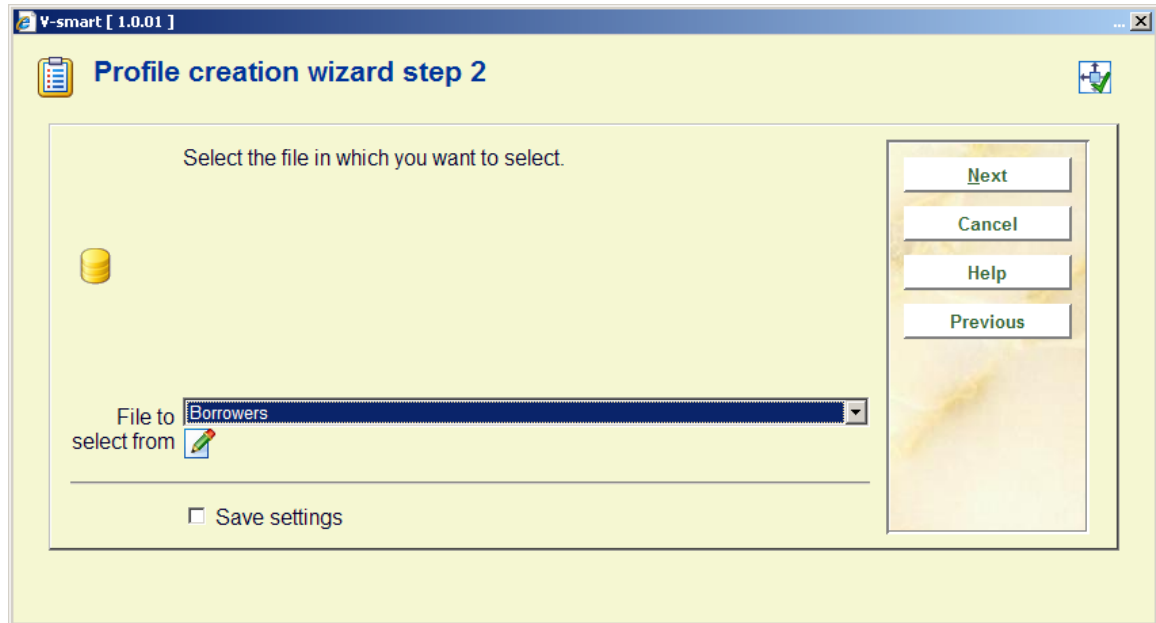 V-smart [ 1.0.01 ]
...
Profile creation wizard step 2
Select the file in which you want to select.
Next
Cancel
Help
Previous
File to
select from
Borrowers
Save settings